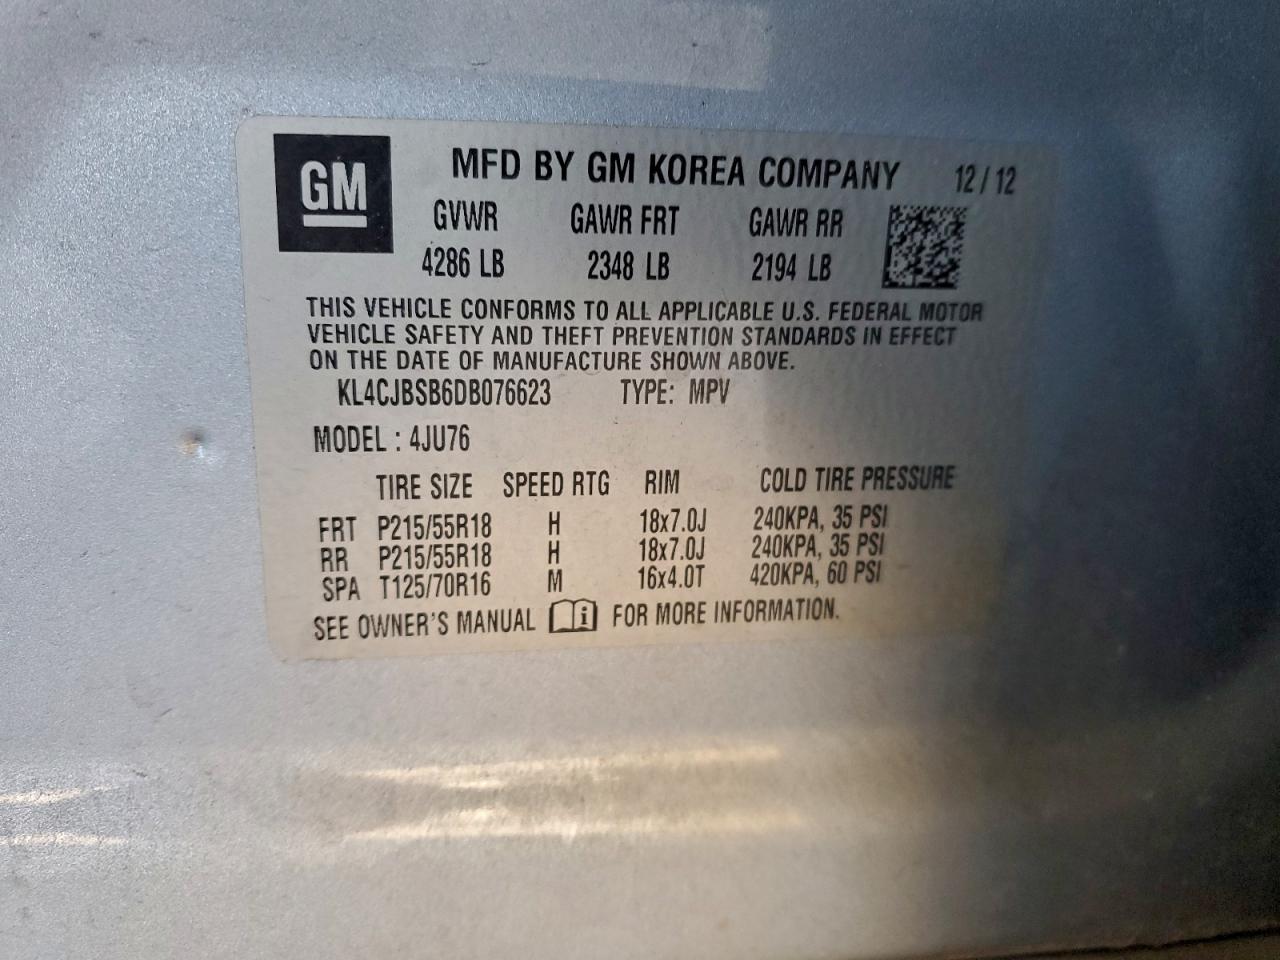 GM MFD BY GM KOREA COMPANY 12/12
GVWR GAWR FRT GAWR RR
4286 LB 2348 LB 2194 LB
THIS VEHICLE CONFORMS TO ALL APPLICABLE U.S. FEDERAL MOTOR
VEHICLE SAFETY AND THEFT PREVENTION STANDARDS IN EFFECT
ON THE DATE OF MANUFACTURE SHOWN ABOVE.
KL4CJBSB6DB076623 TYPE: MPV
MODEL : 4JU76
TIRE SIZE SPEED RTG RIM COLD TIRE PRESSURE
FRT P215/55R18 H 18x7.0J 240KPA, 35 PSI
RR P215/55R18 H 18x7.0J 240KPA, 35 PSI
SPA T125/70R16 M 16x4.0T 420KPA, 60 PSI
SEE OWNER'S MANUAL i FOR MORE INFORMATION.